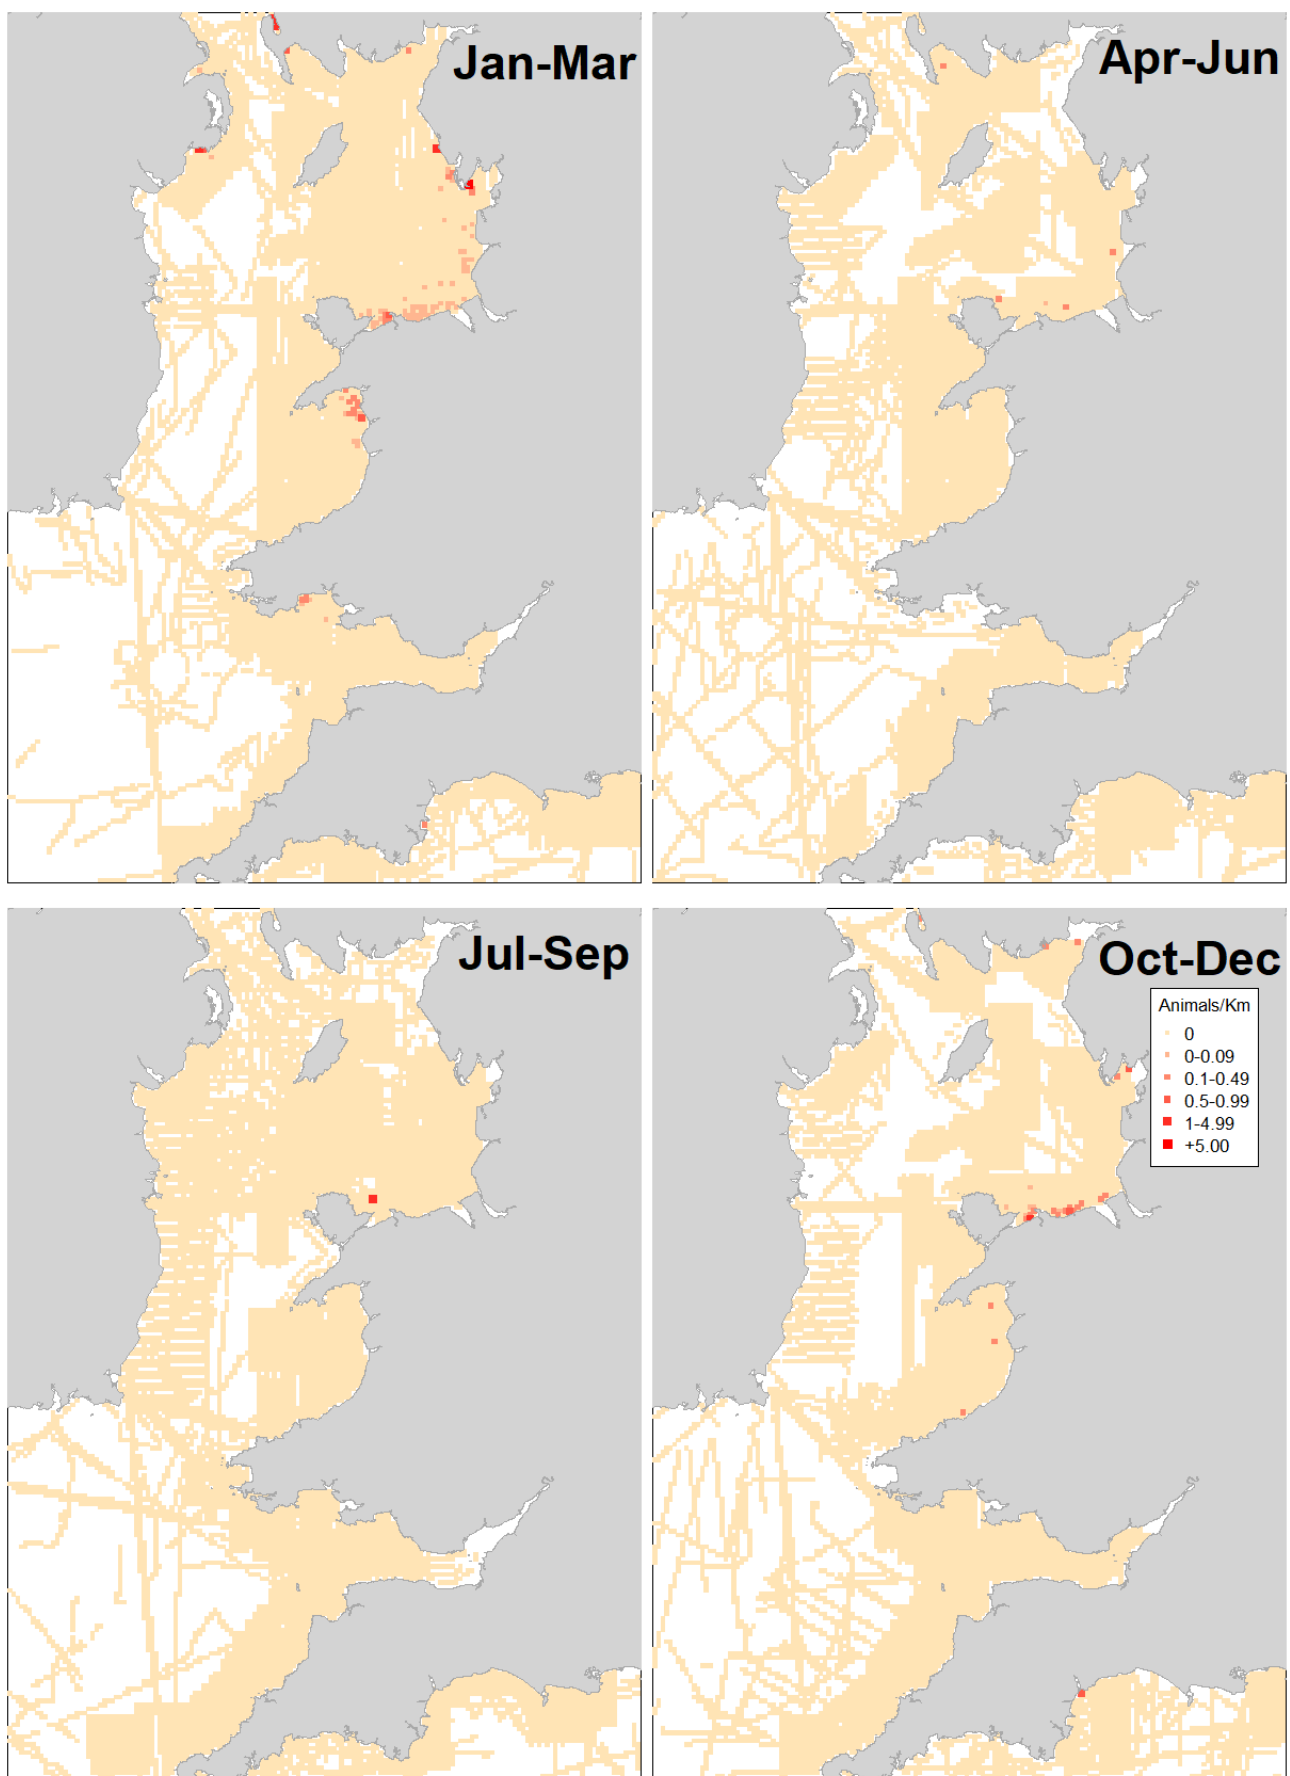 Jan-Mar
Apr-Jun
Jul-Sep
Oct-Dec
Animals/Km
0
0-0.09
0.1-0.49
0.5-0.99
1-4.99
+5.00